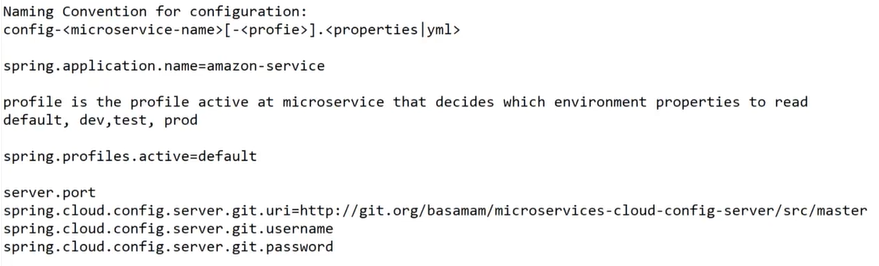 Naming Convention for configuration:
config-<microservice-name>[-<profie>].<properties|yml>
spring.application.name=amazon-service
profile is the profile active at microservice that decides which environment properties to read
default, dev,test, prod
spring.profiles.active=default
server.port
spring.cloud.config.server.git.uri=http://git.org/basamam/microservices-cloud-config-server/src/master
spring.cloud.config.server.git.username
spring.cloud.config.server.git.password